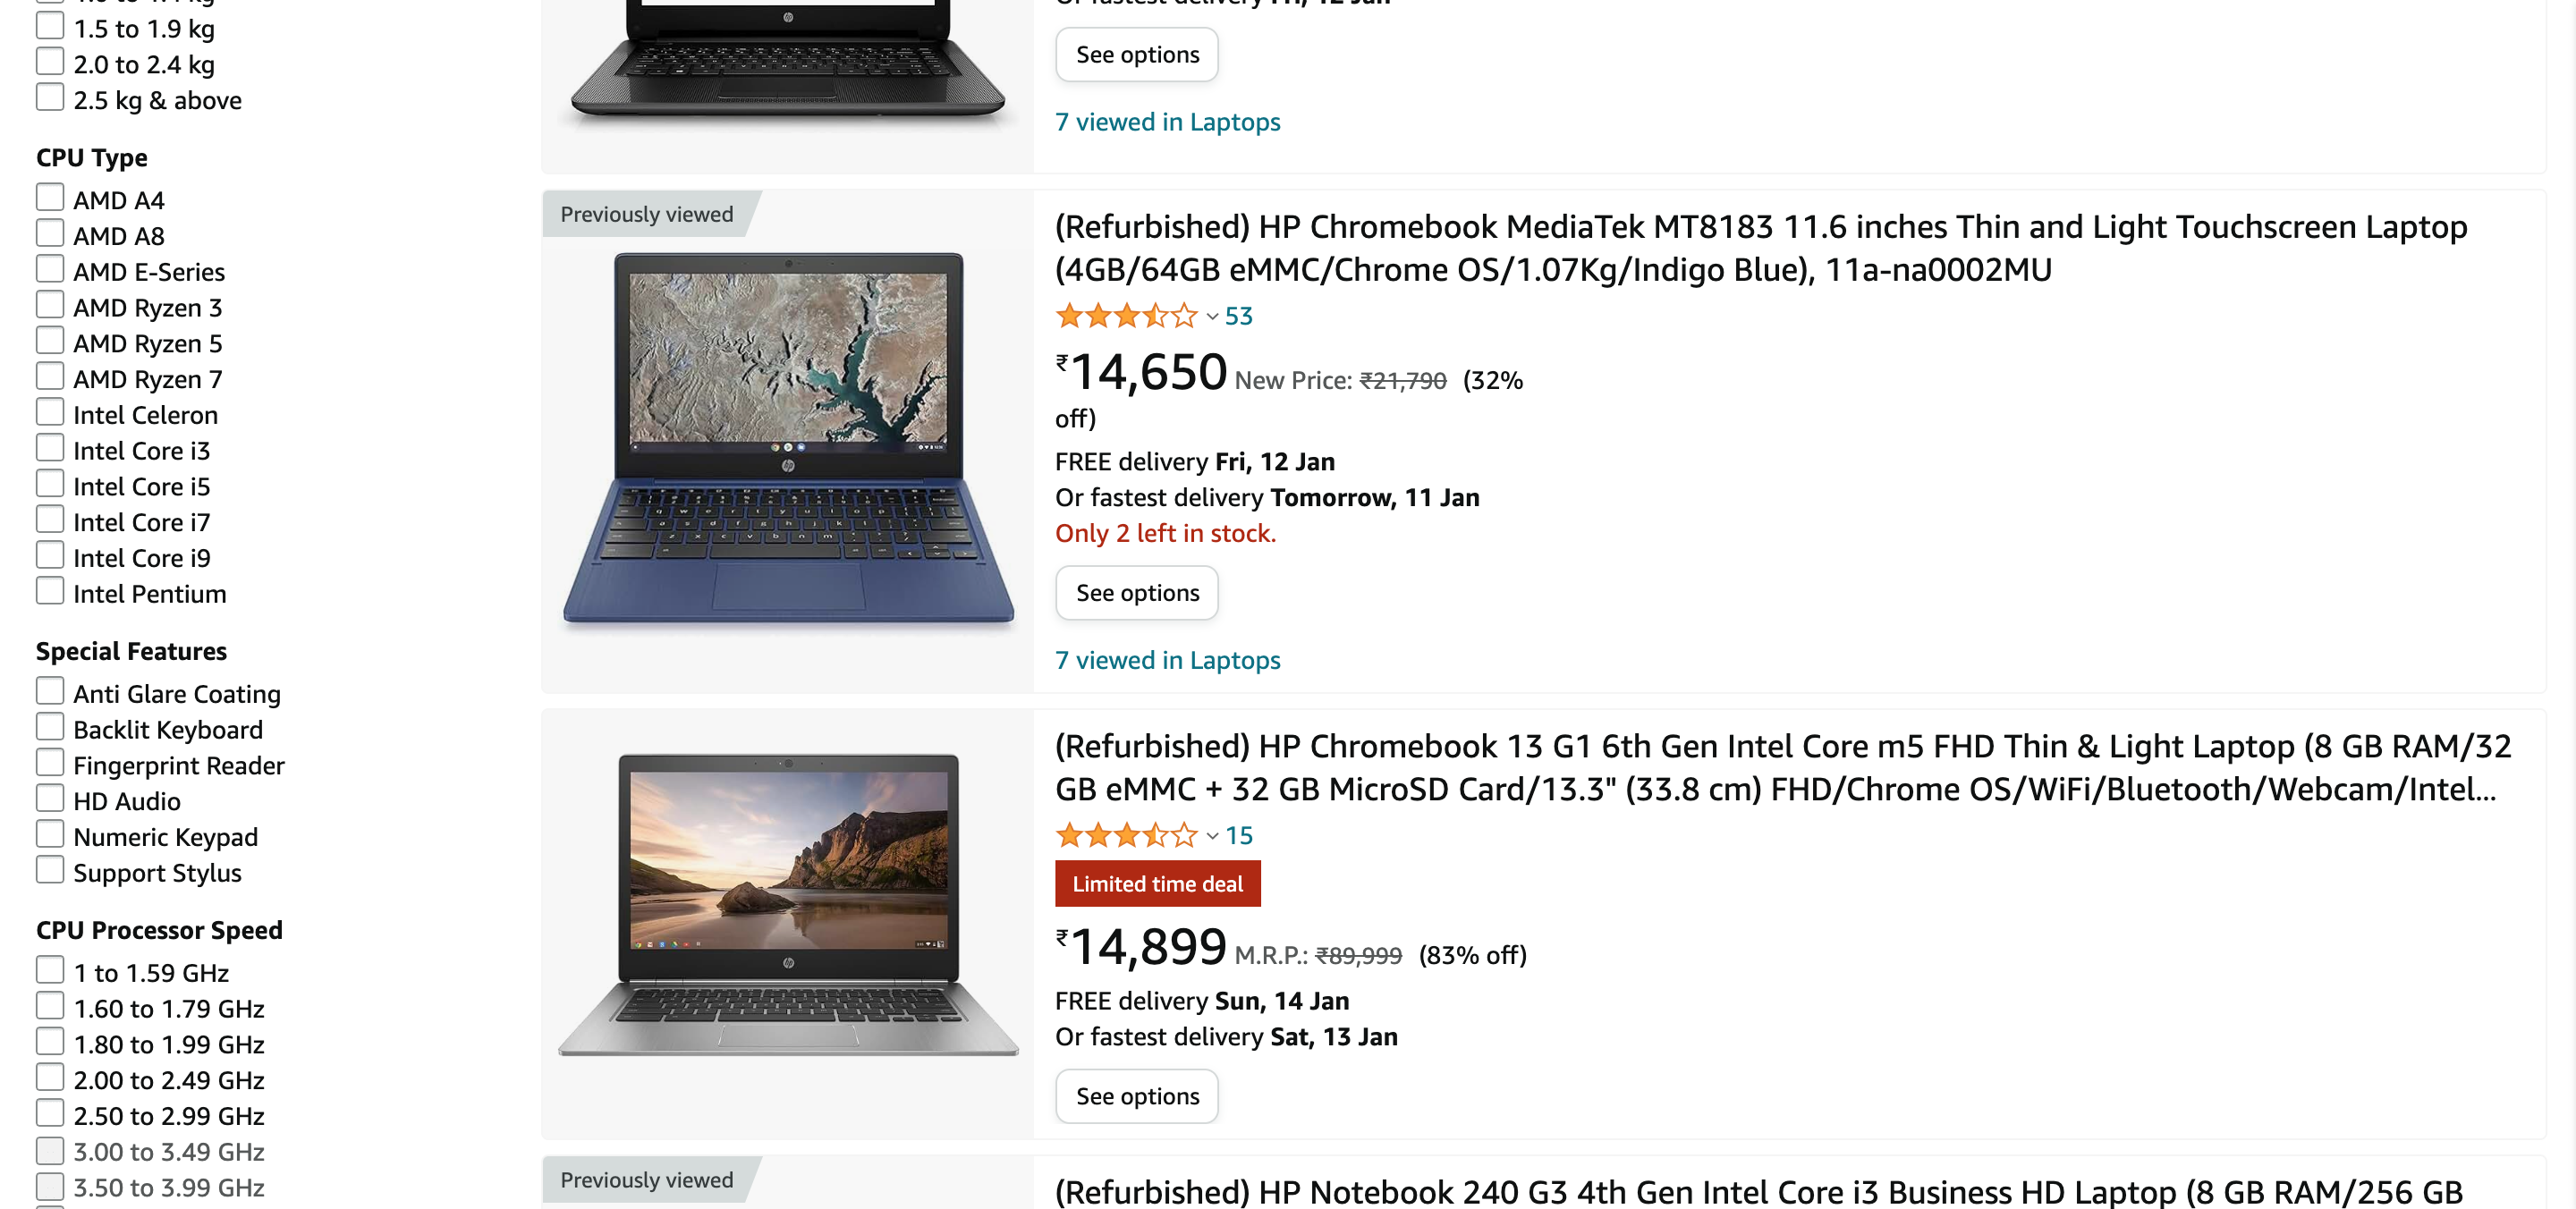 1.5 to 1.9 kg
2.0 to 2.4 kg
2.5 kg & above
CPU Type
AMD A4
AMD A8
AMD E-Series
AMD Ryzen 3
AMD Ryzen 5
AMD Ryzen 7
Intel Celeron
Intel Core i3
Intel Core i5
Intel Core i7
Intel Core i9
Intel Pentium
Special Features
Anti Glare Coating
Backlit Keyboard
Fingerprint Reader
HD Audio
Numeric Keypad
Support Stylus
CPU Processor Speed
1 to 1.59 GHz
1.60 to 1.79 GHz
1.80 to 1.99 GHz
2.00 to 2.49 GHz
2.50 to 2.99 GHz
3.00 to 3.49 GHz
3.50 to 3.99 GHz
Or fastest delivery Fri, 12 Jan
See options
7 viewed in Laptops
Previously viewed
(Refurbished) HP Chromebook MediaTek MT8183 11.6 inches Thin and Light Touchscreen Laptop
(4GB/64GB eMMC/Chrome OS/1.07Kg/Indigo Blue), 11a-na0002MU
53
₹14,650 New Price: ₹21,790 (32%
off)
FREE delivery Fri, 12 Jan
Or fastest delivery Tomorrow, 11 Jan
Only 2 left in stock.
See options
7 viewed in Laptops
(Refurbished) HP Chromebook 13 G1 6th Gen Intel Core m5 FHD Thin & Light Laptop (8 GB RAM/32
GB eMMC + 32 GB MicroSD Card/13.3" (33.8 cm) FHD/Chrome OS/WiFi/Bluetooth/Webcam/Intel...
15
Limited time deal
₹14,899 M.R.P.: ₹89,999 (83% off)
FREE delivery Sun, 14 Jan
Or fastest delivery Sat, 13 Jan
See options
Previously viewed
(Refurbished) HP Notebook 240 G3 4th Gen Intel Core i3 Business HD Laptop (8 GB RAM/256 GB